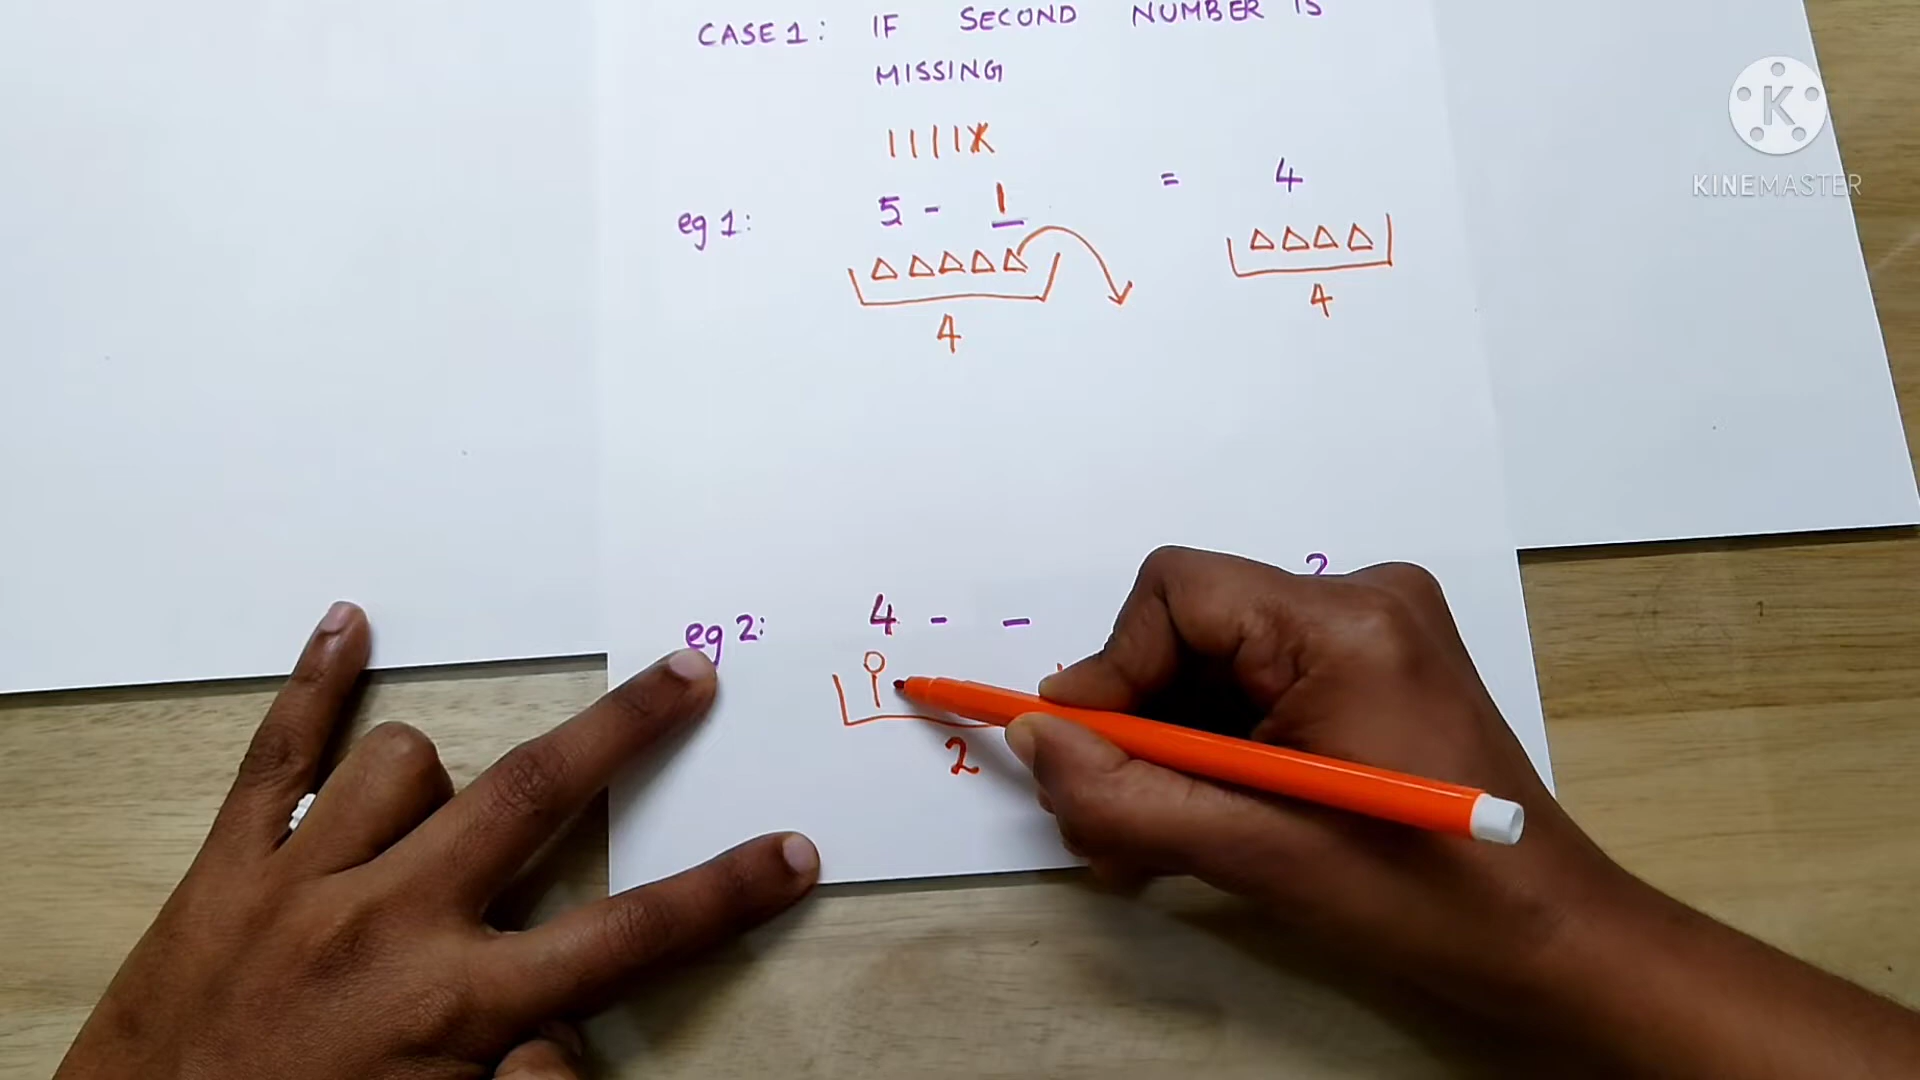 CASE 1: IF SECOND NUMBER IS
MISSING
eg 1: 5 - 1 = 4
4 4
eg 2: 4 - _
2
KINEMASTER